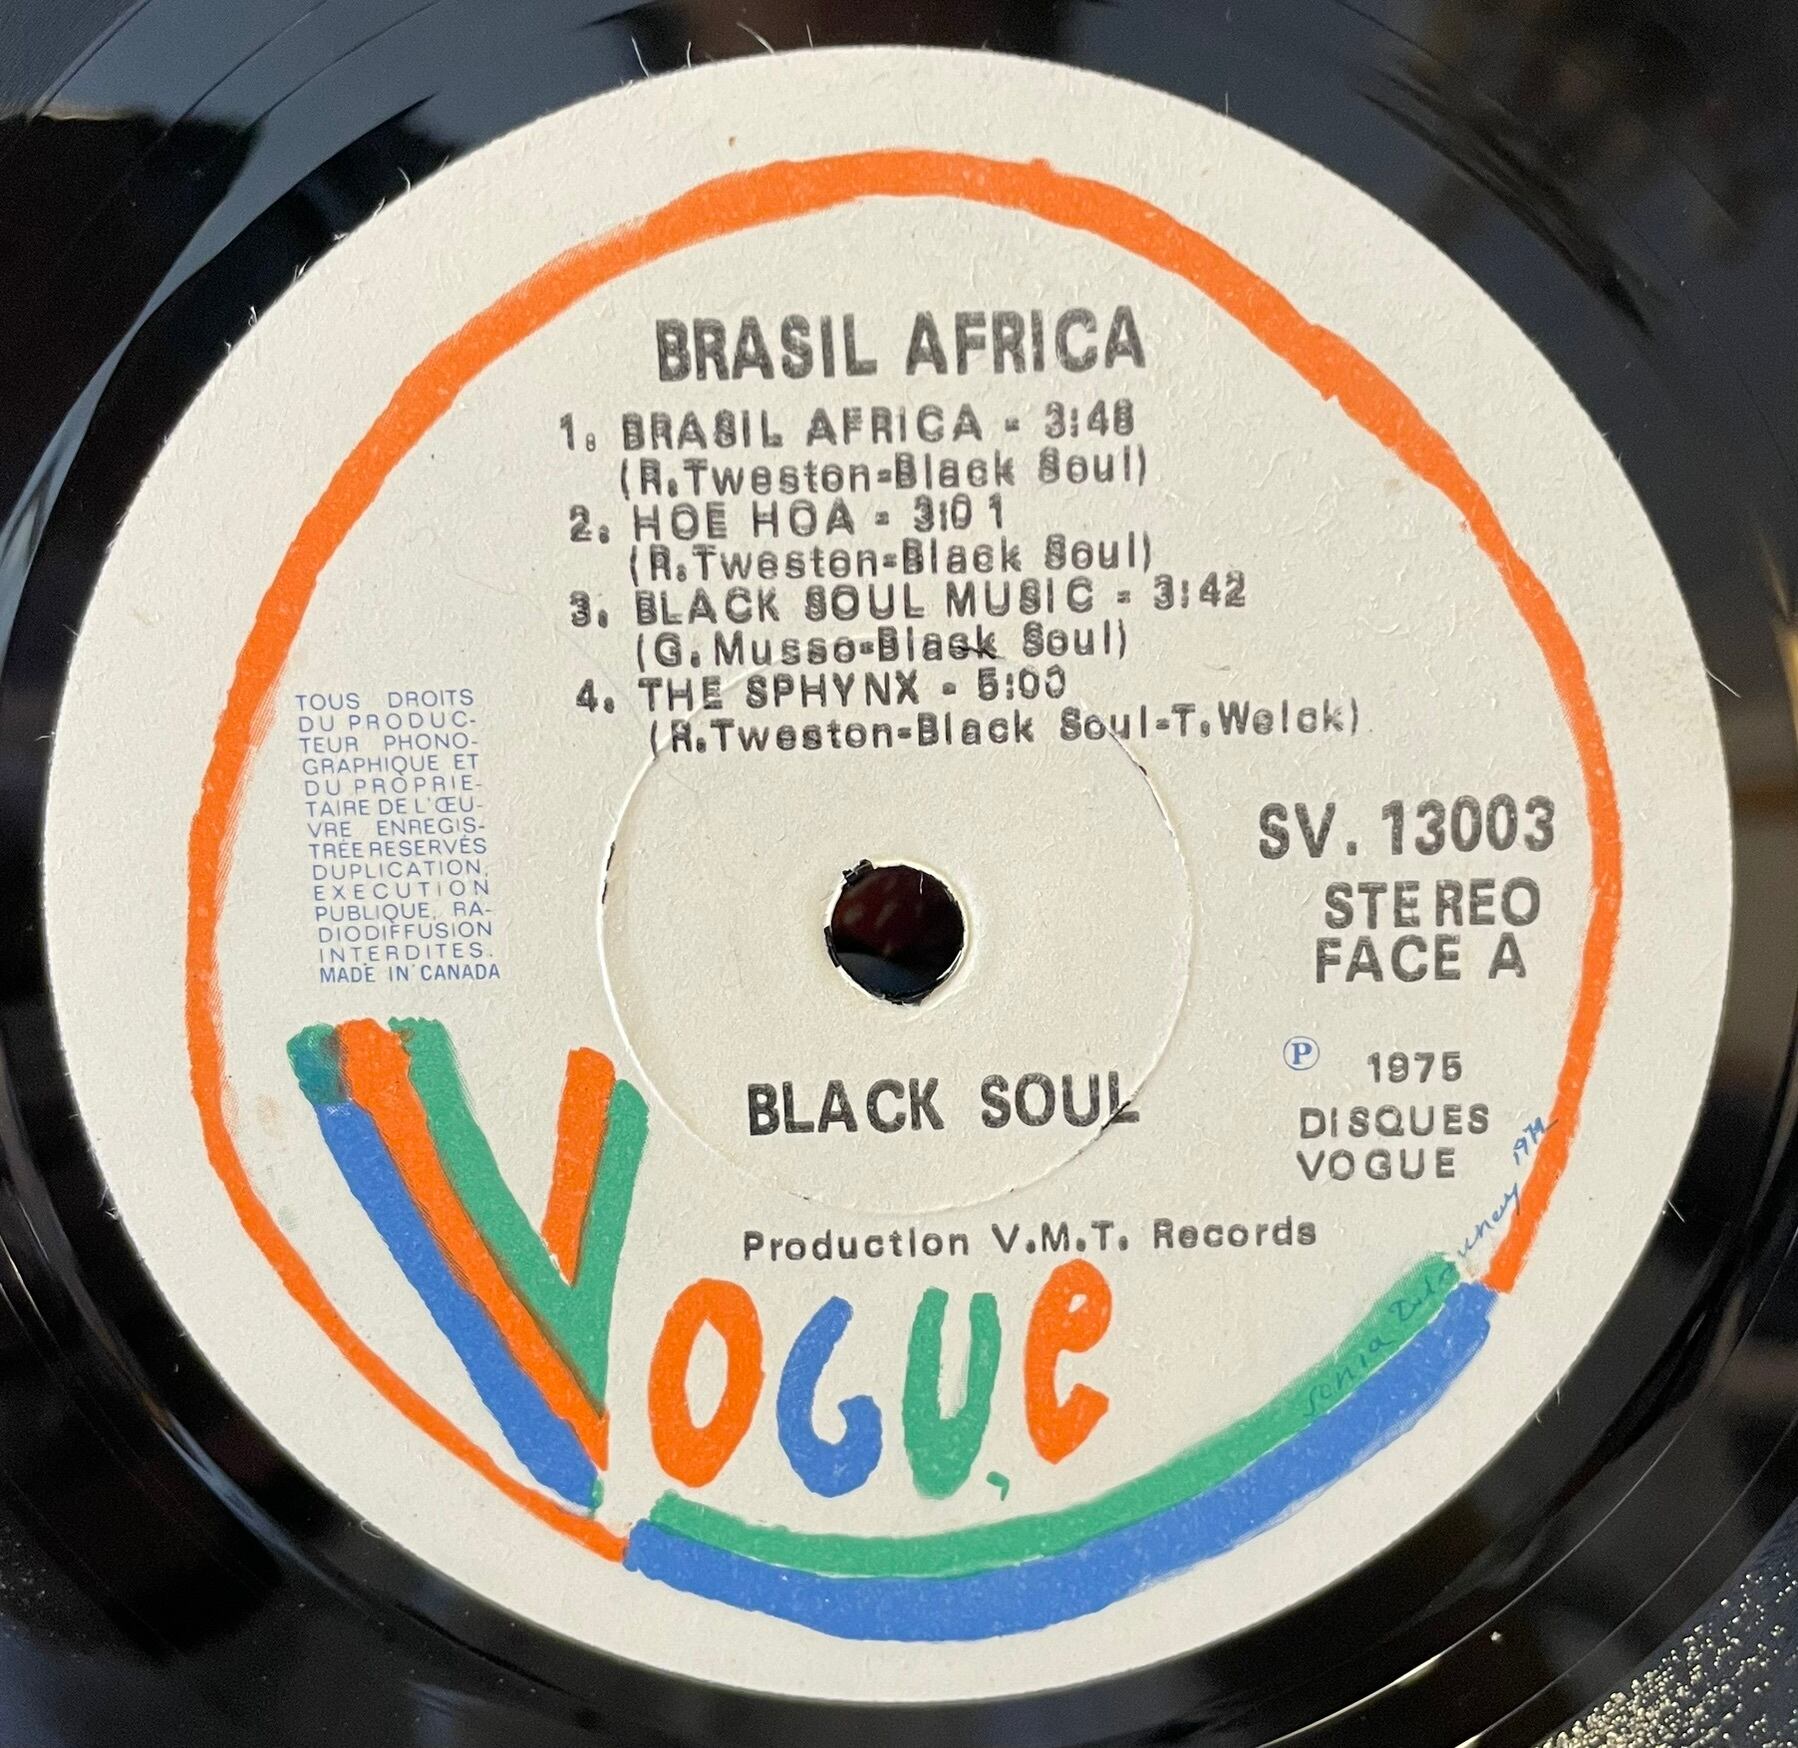 BRASIL AFRICA
1. BRASIL AFRICA - 3:48
(R.Tweston-Black Soul)
2. HOE HOA - 3:01
(R.Tweston-Black Soul)
3. BLACK SOUL MUSIC - 3:42
(G. Musso-Black Soul)
4. THE SPHYNX - 5:00
(R.Tweston-Black Soul-T.Welck)
TOUS DROITS
DU PRODUC-
TEUR PHONO-
GRAPHIQUE ET
DU PROPRIE-
TAIRE DE L'ŒU-
VRE ENREGIS-
TRÉE RESERVÉS
DUPLICATION,
EXECUTION
PUBLIQUE, RA-
DIODIFFUSION
INTERDITES.
MADE IN CANADA
SV. 13003
STEREO
FACE A
Ⓟ 1975
DISQUES
VOGUE
BLACK SOUL
Production V.M.T. Records
VOGUE
Sonia Delaunay